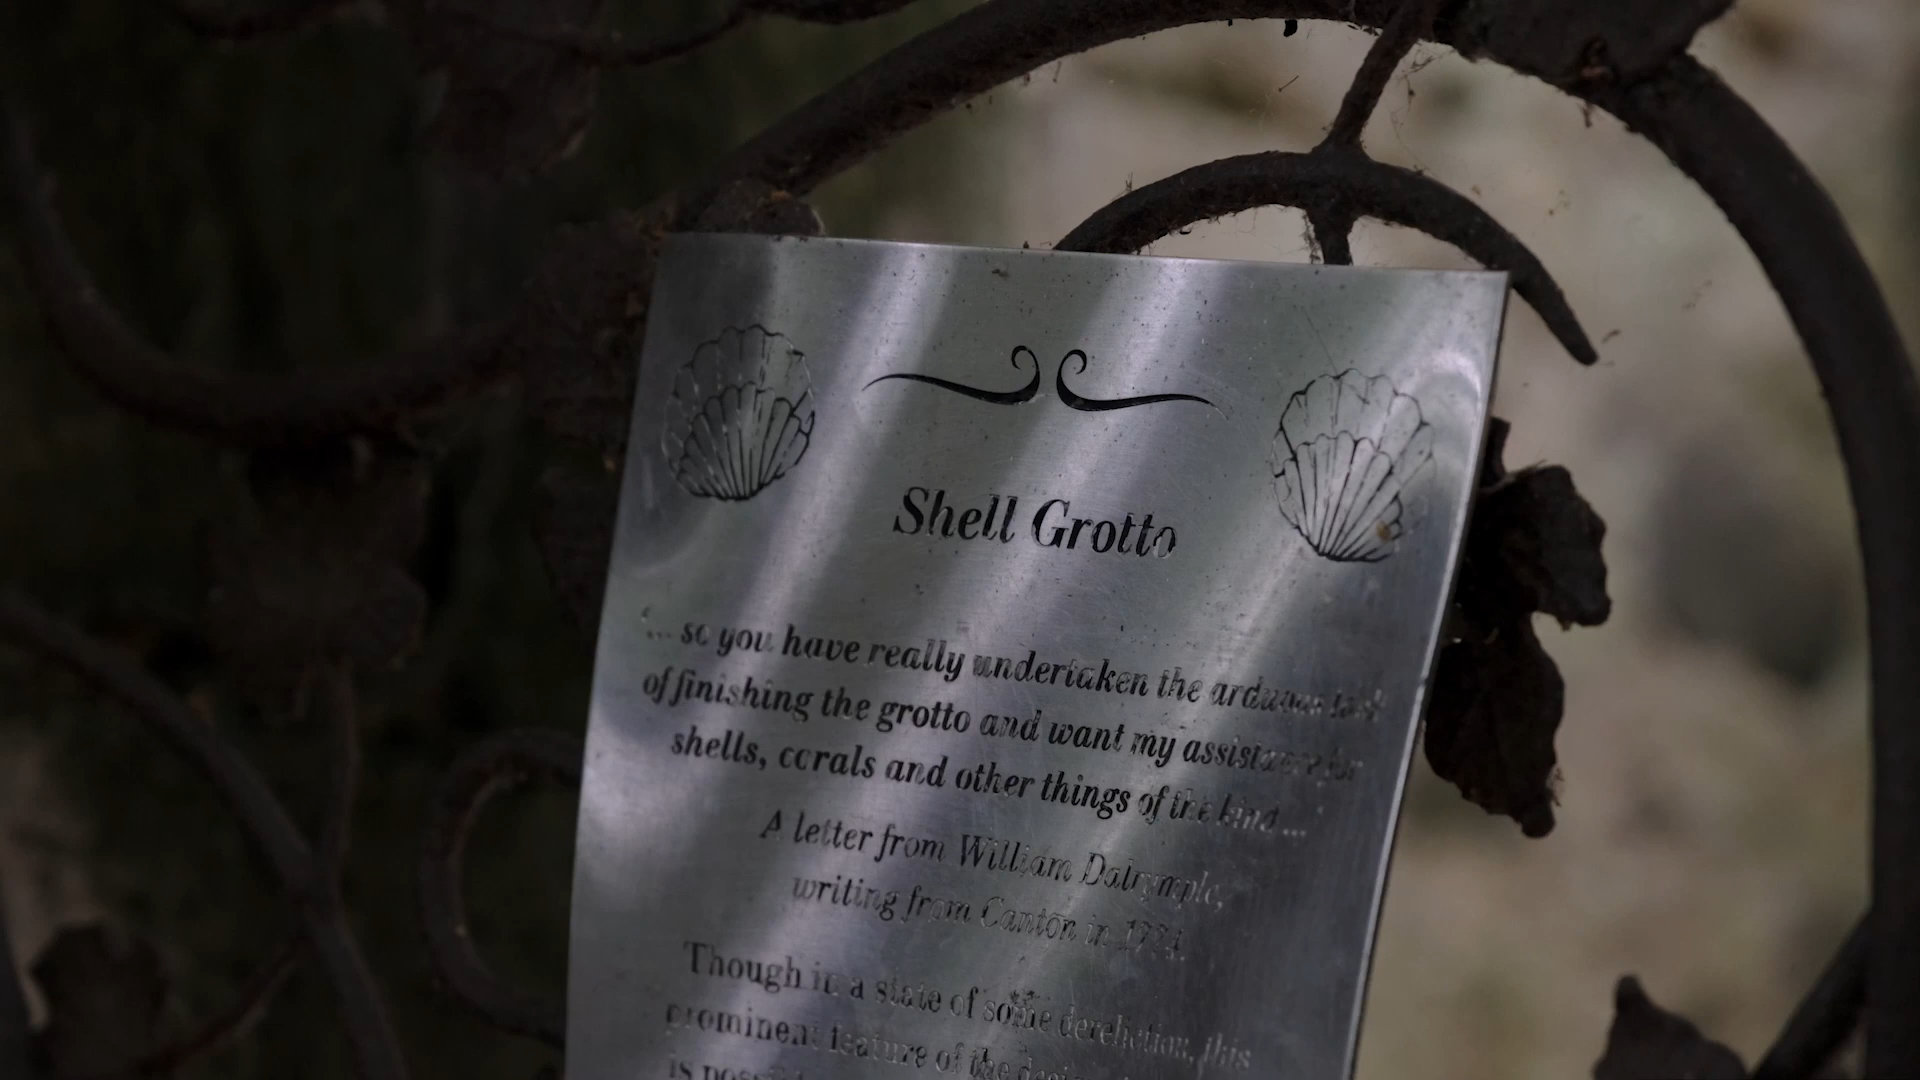 Shell Grotto
'... so you have really undertaken the arduous task
of finishing the grotto and want my assistance for
shells, corals and other things of the kind ...
A letter from William Dalrymple,
writing from Canton in 1774.
Though in a state of some dereliction, this
prominent feature of the
is